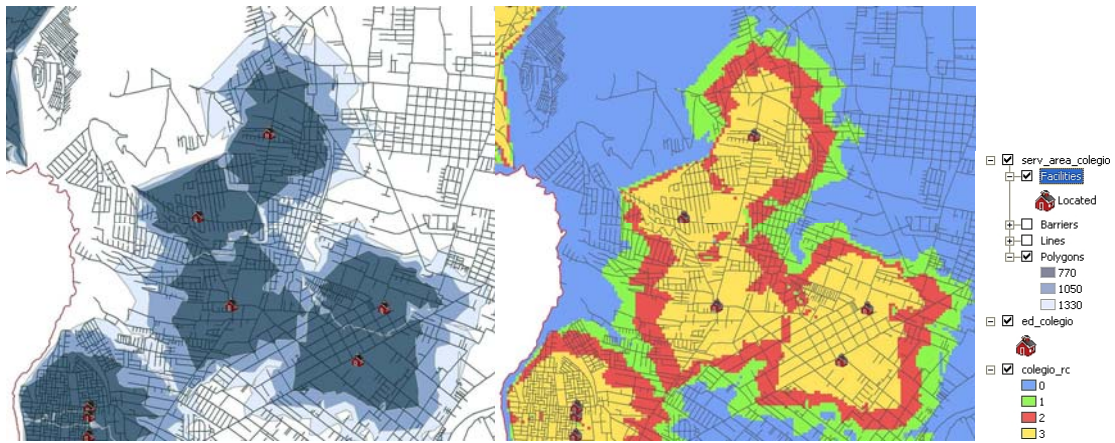 serv_area_colegio
Facilities
Located
Barriers
Lines
Polygons
770
1050
1330
ed_colegio
colegio_rc
0
1
2
3